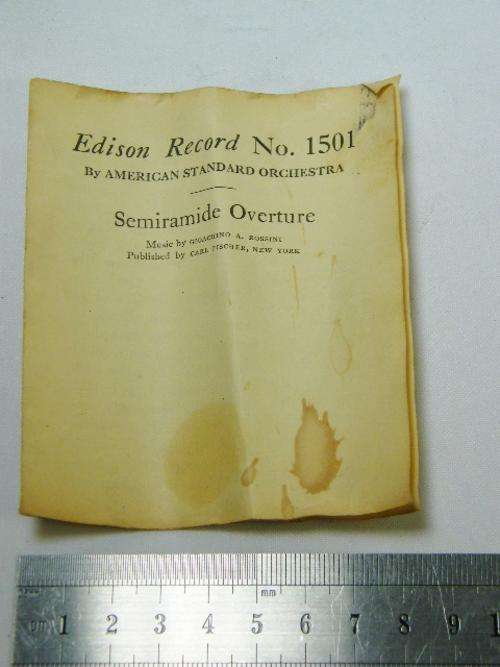 Edison Record No. 1501
By AMERICAN STANDARD ORCHESTRA
Semiramide Overture
Music by GIOACHINO A. ROSSINI
Published by CARL FISCHER, NEW YORK
mm
1 2 3 4 5 6 7 8 9 1